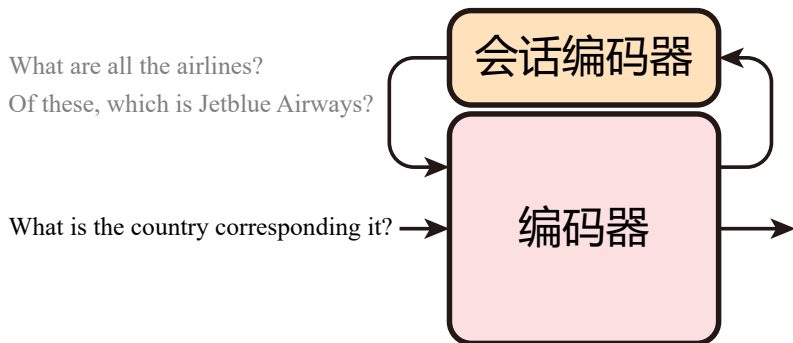 What are all the airlines?
Of these, which is Jetblue Airways?
会话编码器
What is the country corresponding it?
编码器